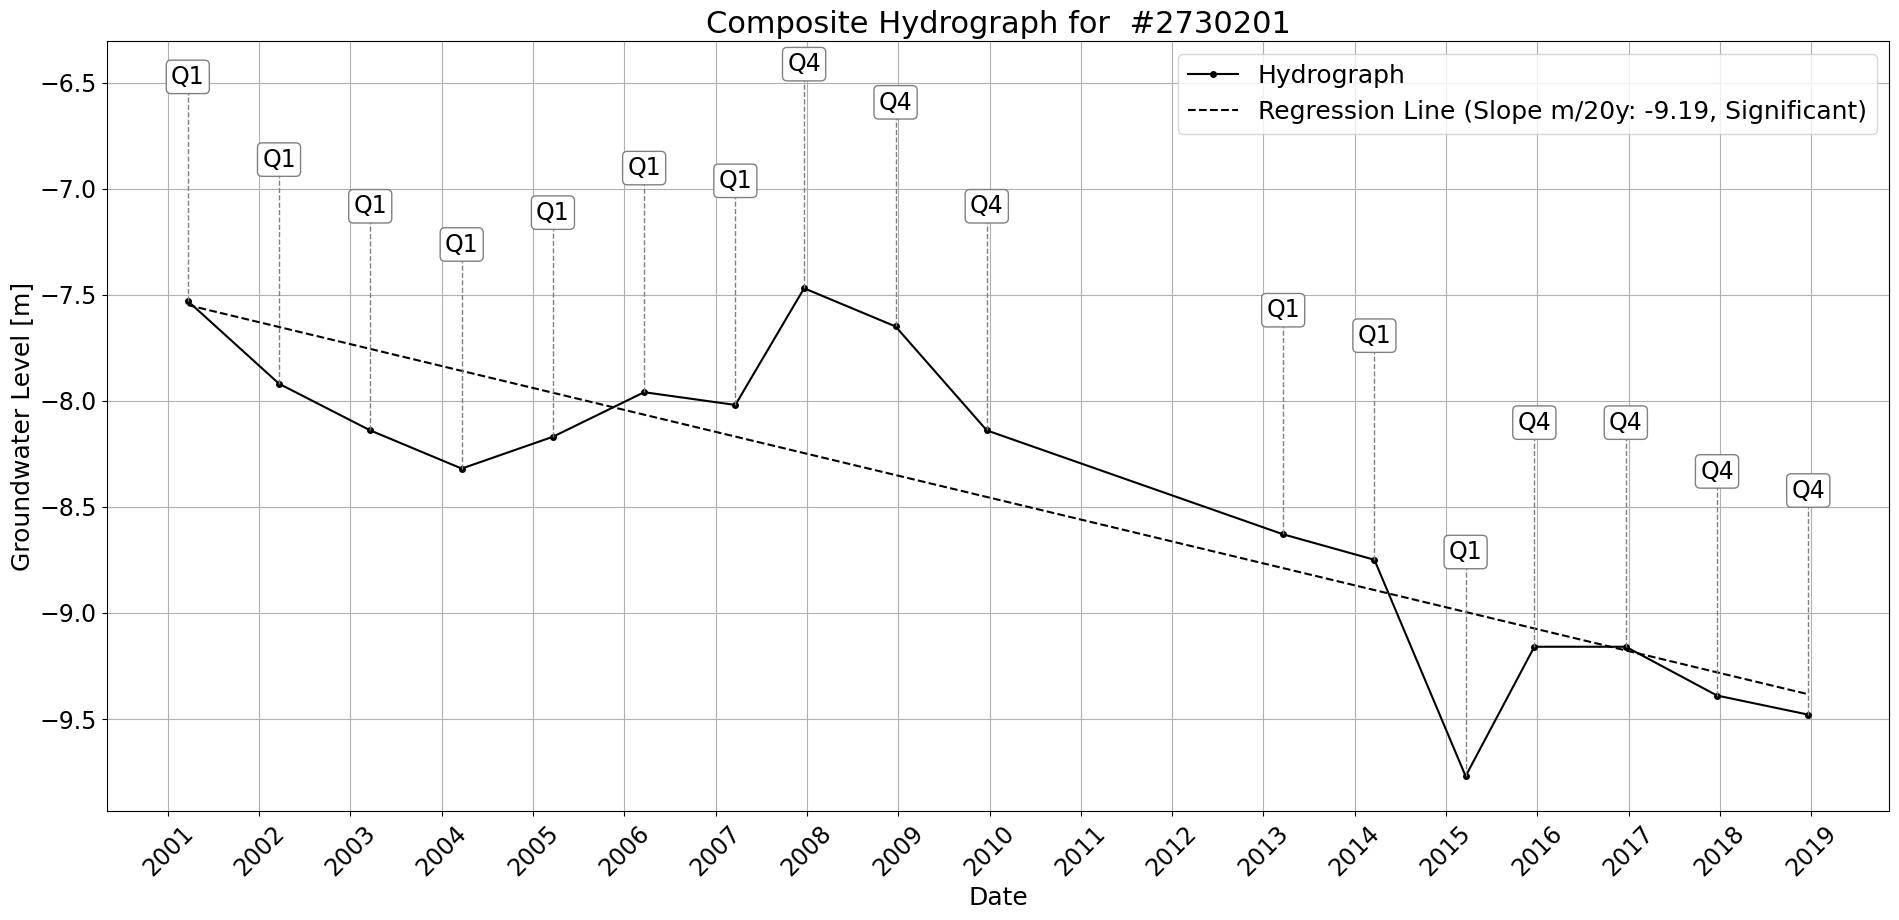 Composite Hydrograph for  #2730201
Hydrograph
Regression Line (Slope m/20y: -9.19, Significant)
Groundwater Level [m]
−6.5
−7.0
−7.5
−8.0
−8.5
−9.0
−9.5
Q1
Q1
Q1
Q1
Q1
Q1
Q1
Q4
Q4
Q4
Q1
Q1
Q1
Q4
Q4
Q4
Q4
2001
2002
2003
2004
2005
2006
2007
2008
2009
2010
2011
2012
2013
2014
2015
2016
2017
2018
2019
Date